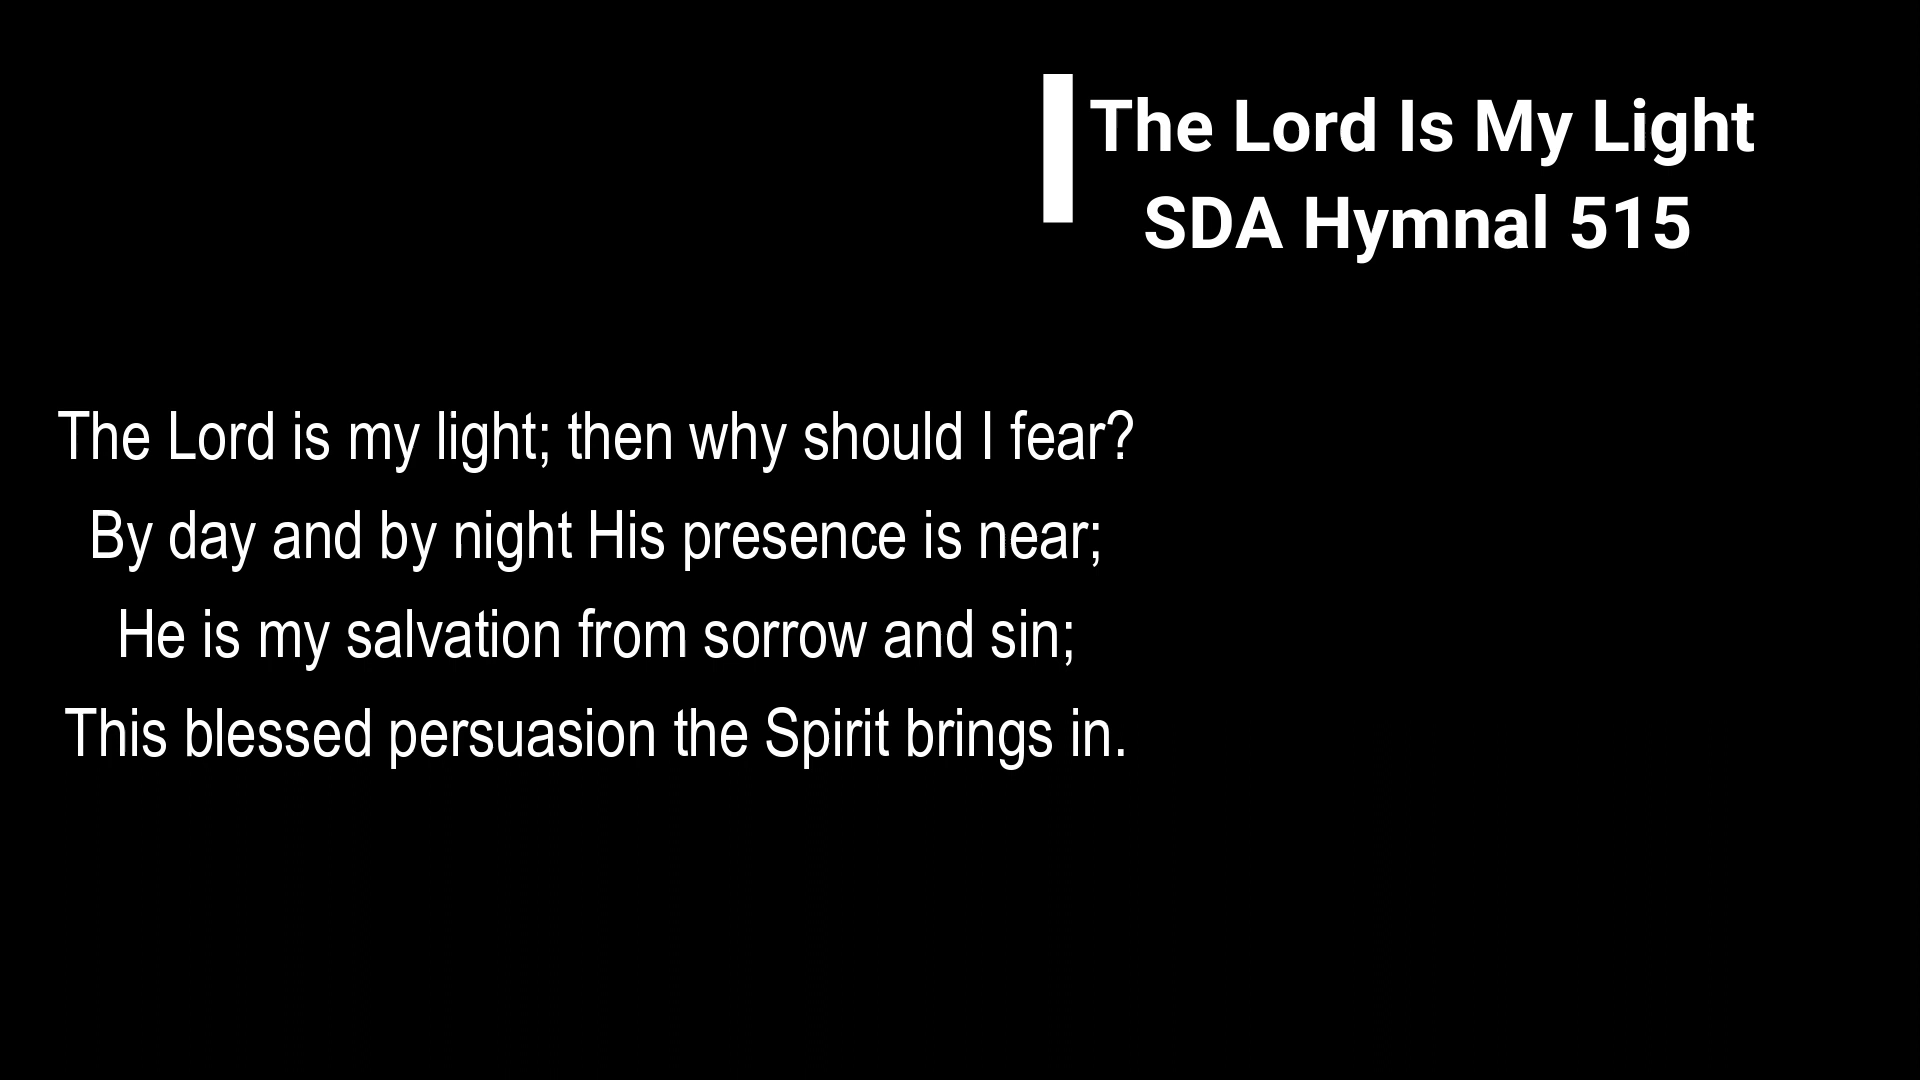 The Lord Is My Light
SDA Hymnal 515
The Lord is my light; then why should I fear?
By day and by night His presence is near;
He is my salvation from sorrow and sin;
This blessed persuasion the Spirit brings in.